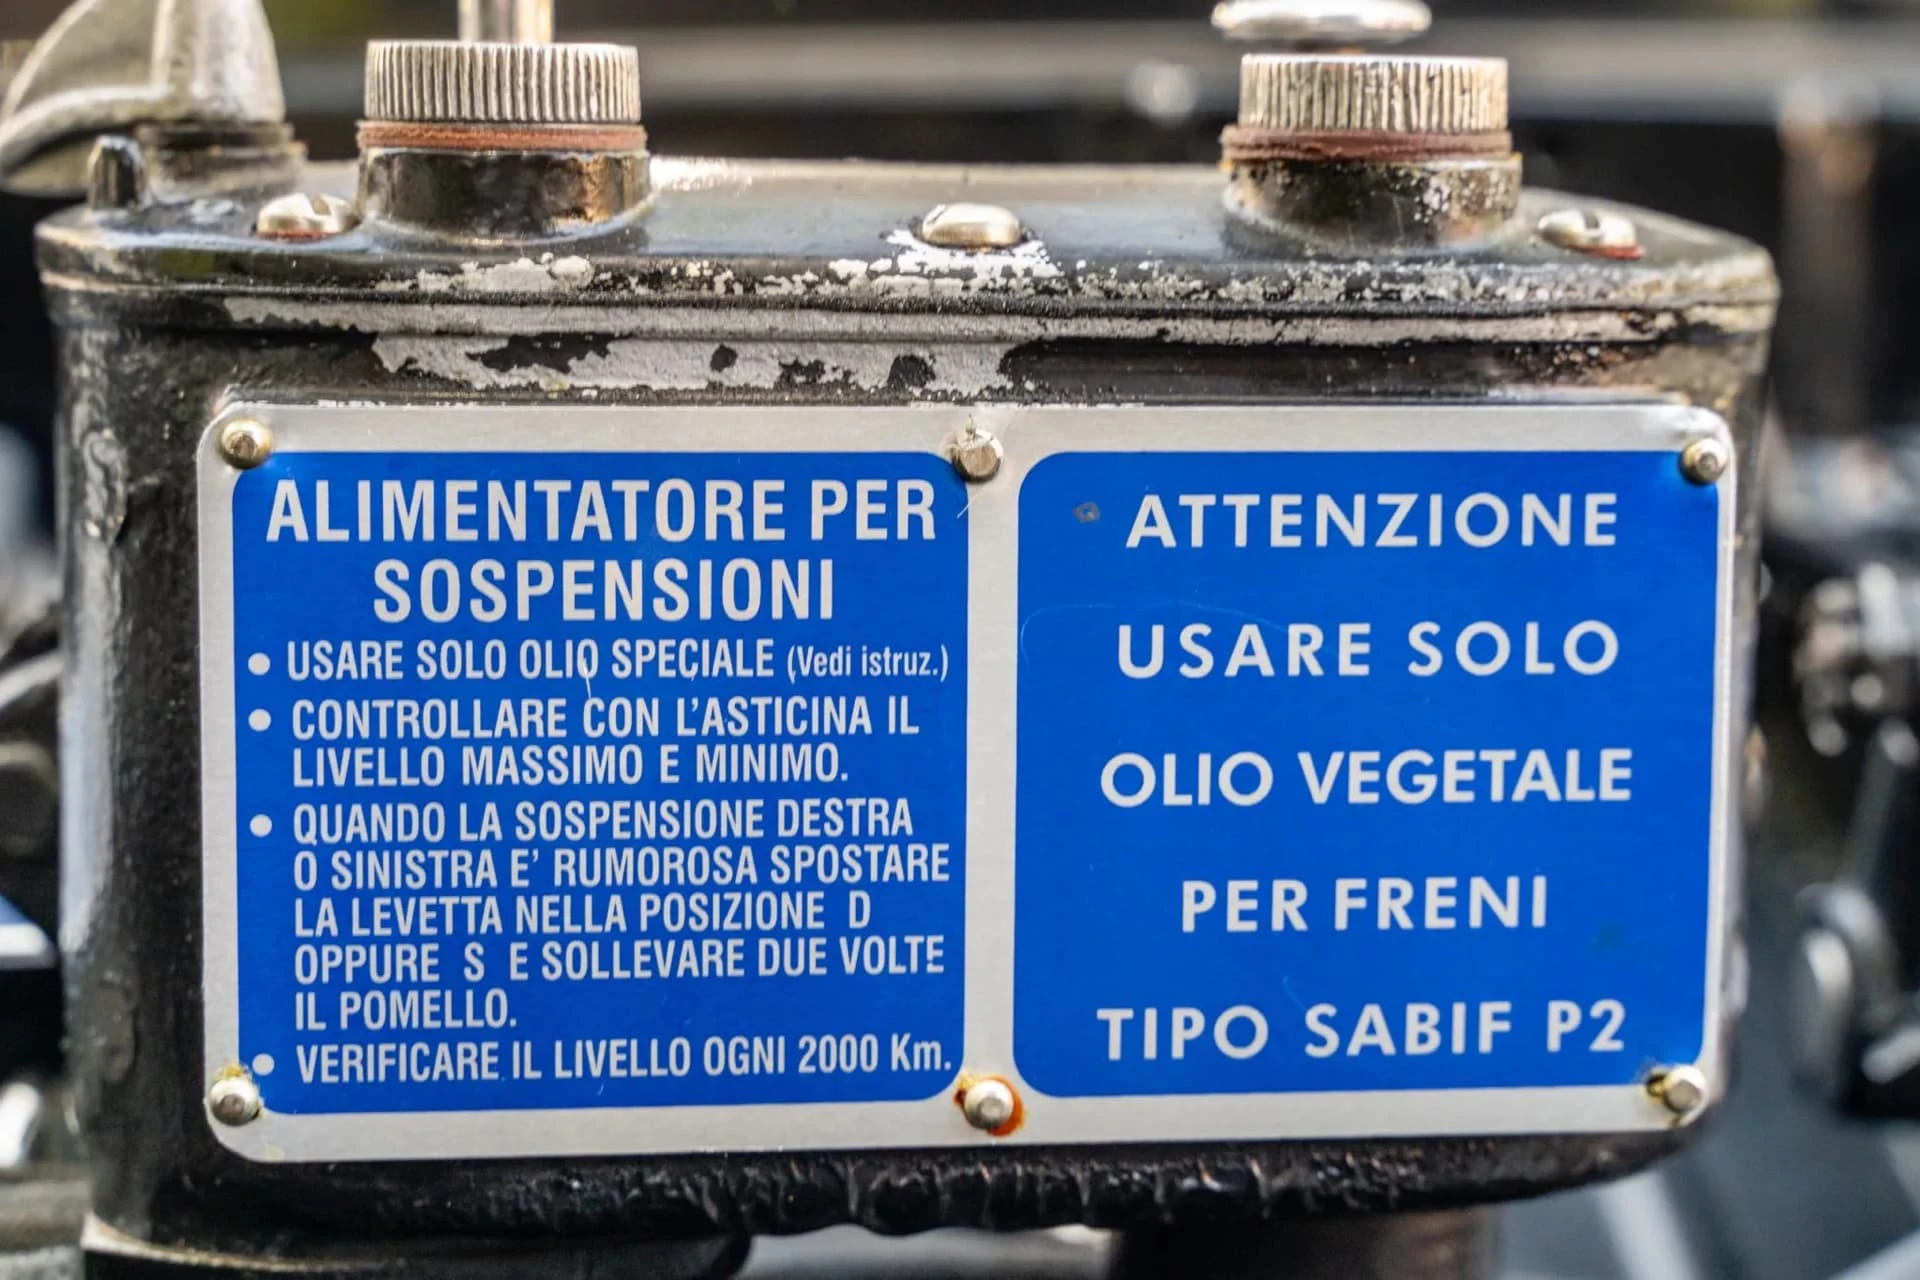 ALIMENTATORE PER
SOSPENSIONI
● USARE SOLO OLIO SPECIALE (Vedi istruz.)
● CONTROLLARE CON L'ASTICINA IL
LIVELLO MASSIMO E MINIMO.
● QUANDO LA SOSPENSIONE DESTRA
O SINISTRA E' RUMOROSA SPOSTARE
LA LEVETTA NELLA POSIZIONE D
OPPURE S E SOLLEVARE DUE VOLTE
IL POMELLO.
● VERIFICARE IL LIVELLO OGNI 2000 Km.
ATTENZIONE
USARE SOLO
OLIO VEGETALE
PER FRENI
TIPO SABIF P2